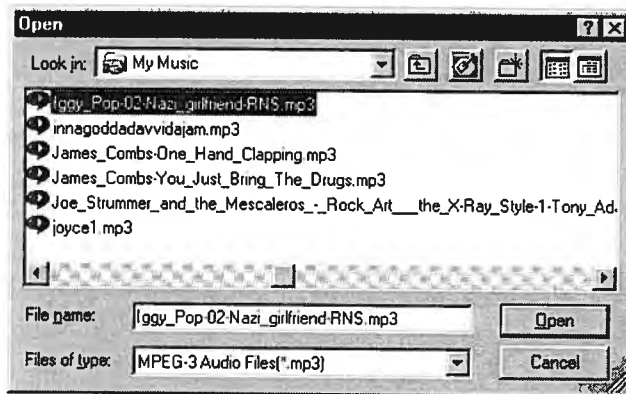 Open
Look in: My Music
Iggy_Pop-02-Nazi_girlfriend-RNS.mp3
innagoddadavvidajam.mp3
James_Combs-One_Hand_Clapping.mp3
James_Combs-You_Just_Bring_The_Drugs.mp3
Joe_Strummer_and_the_Mescaleros_-_Rock_Art___the_X-Ray_Style-1-Tony_Ad
joyce1.mp3
File name: Iggy_Pop-02-Nazi_girlfriend-RNS.mp3 Open
Files of type: MPEG-3 Audio Files(*.mp3) Cancel